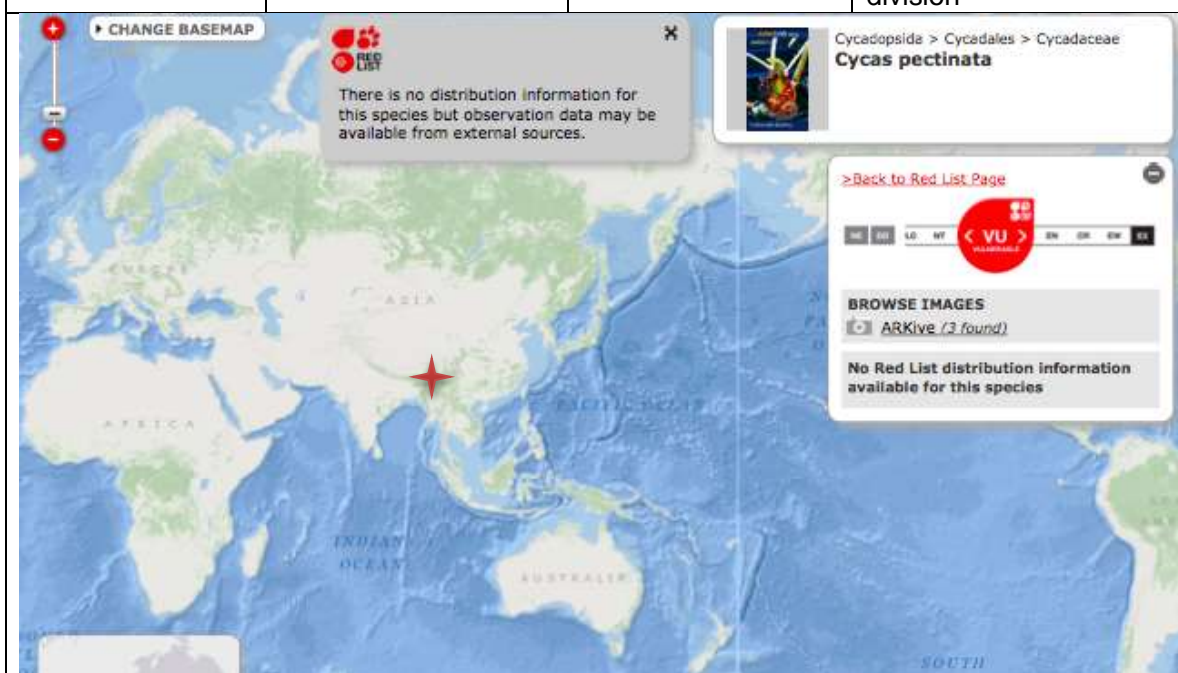 division
CHANGE BASEMAP
RED
LIST
There is no distribution information for
this species but observation data may be
available from external sources.
Cycadopsida > Cycadales > Cycadaceae
Cycas pectinata
>Back to Red List Page
LC NT < VU > EN CR EW EX
VULNERABLE
BROWSE IMAGES
ARKive (3 found)
No Red List distribution information
available for this species
EUROPE
ASIA
AFRICA
PACIFIC OCEAN
INDIAN
OCEAN
AUSTRALIA
SOUTH